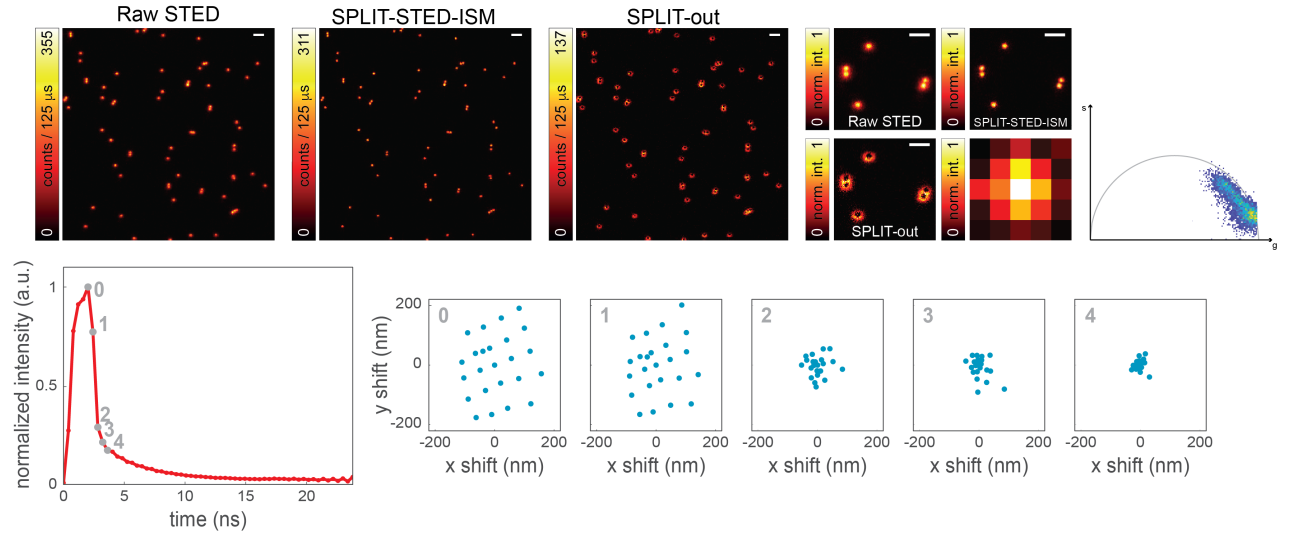 Raw STED
SPLIT-STED-ISM
SPLIT-out
0 counts / 125 μs 355
0 counts / 125 μs 311
0 counts / 125 μs 137
0 norm. int. 1
Raw STED
0 norm. int. 1
SPLIT-STED-ISM
0 norm. int. 1
SPLIT-out
0 norm. int. 1
s
g
normalized intensity (a.u.)
1
0.5
0
0
1
2
3
4
0 5 10 15 20
time (ns)
y shift (nm)
200
0
-200
0
-200 0 200
x shift (nm)
1
-200 0 200
x shift (nm)
2
-200 0 200
x shift (nm)
3
-200 0 200
x shift (nm)
4
-200 0 200
x shift (nm)